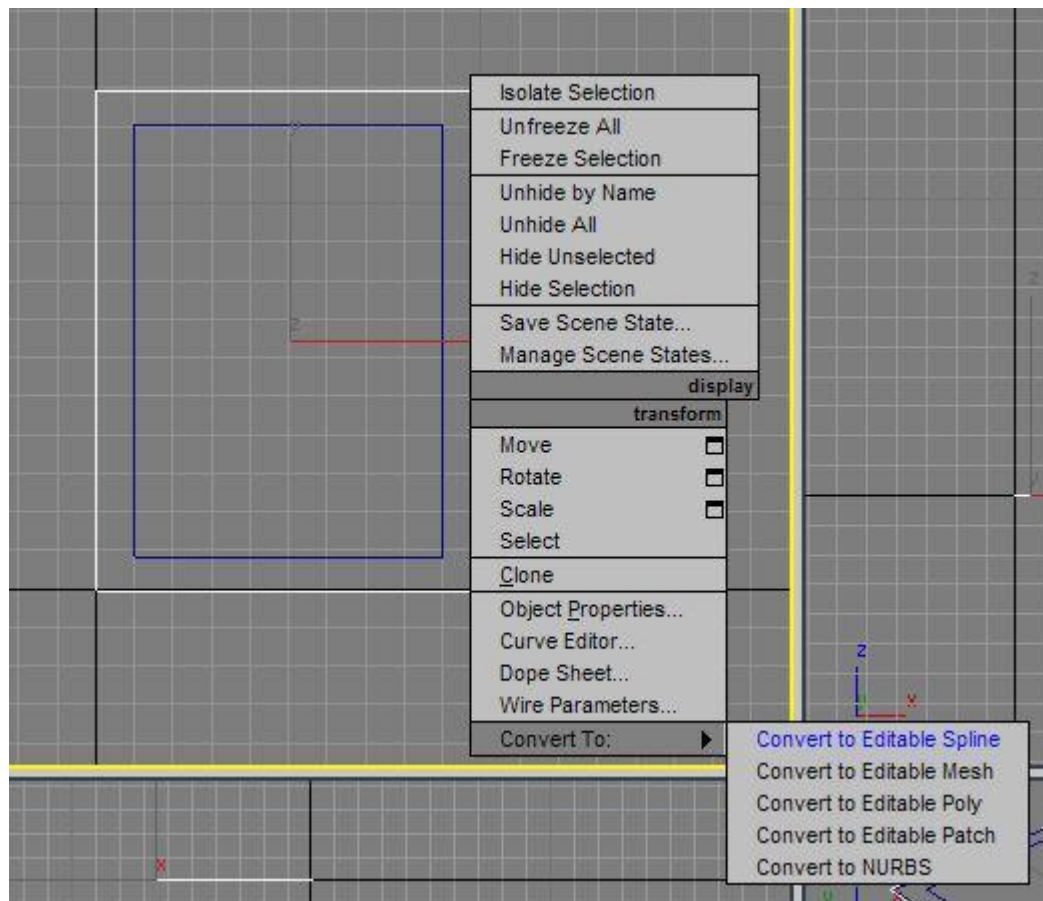 Isolate Selection
Unfreeze All
Freeze Selection
Unhide by Name
Unhide All
Hide Unselected
Hide Selection
Save Scene State...
Manage Scene States...
display
transform
Move
Rotate
Scale
Select
Clone
Object Properties...
Curve Editor...
Dope Sheet...
Wire Parameters...
Convert To:
Convert to Editable Spline
Convert to Editable Mesh
Convert to Editable Poly
Convert to Editable Patch
Convert to NURBS
y
z
z
y
z
y x
x
y x